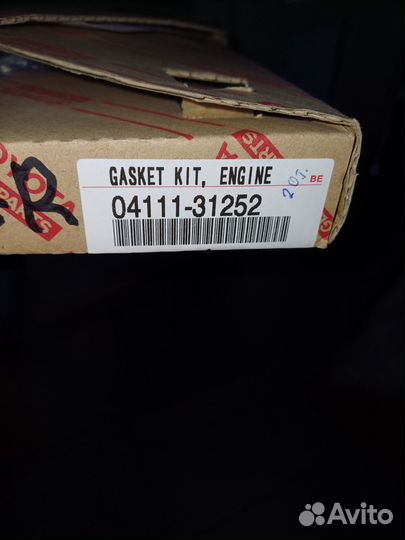 GASKET KIT, ENGINE
BE
04111-31252
Avito